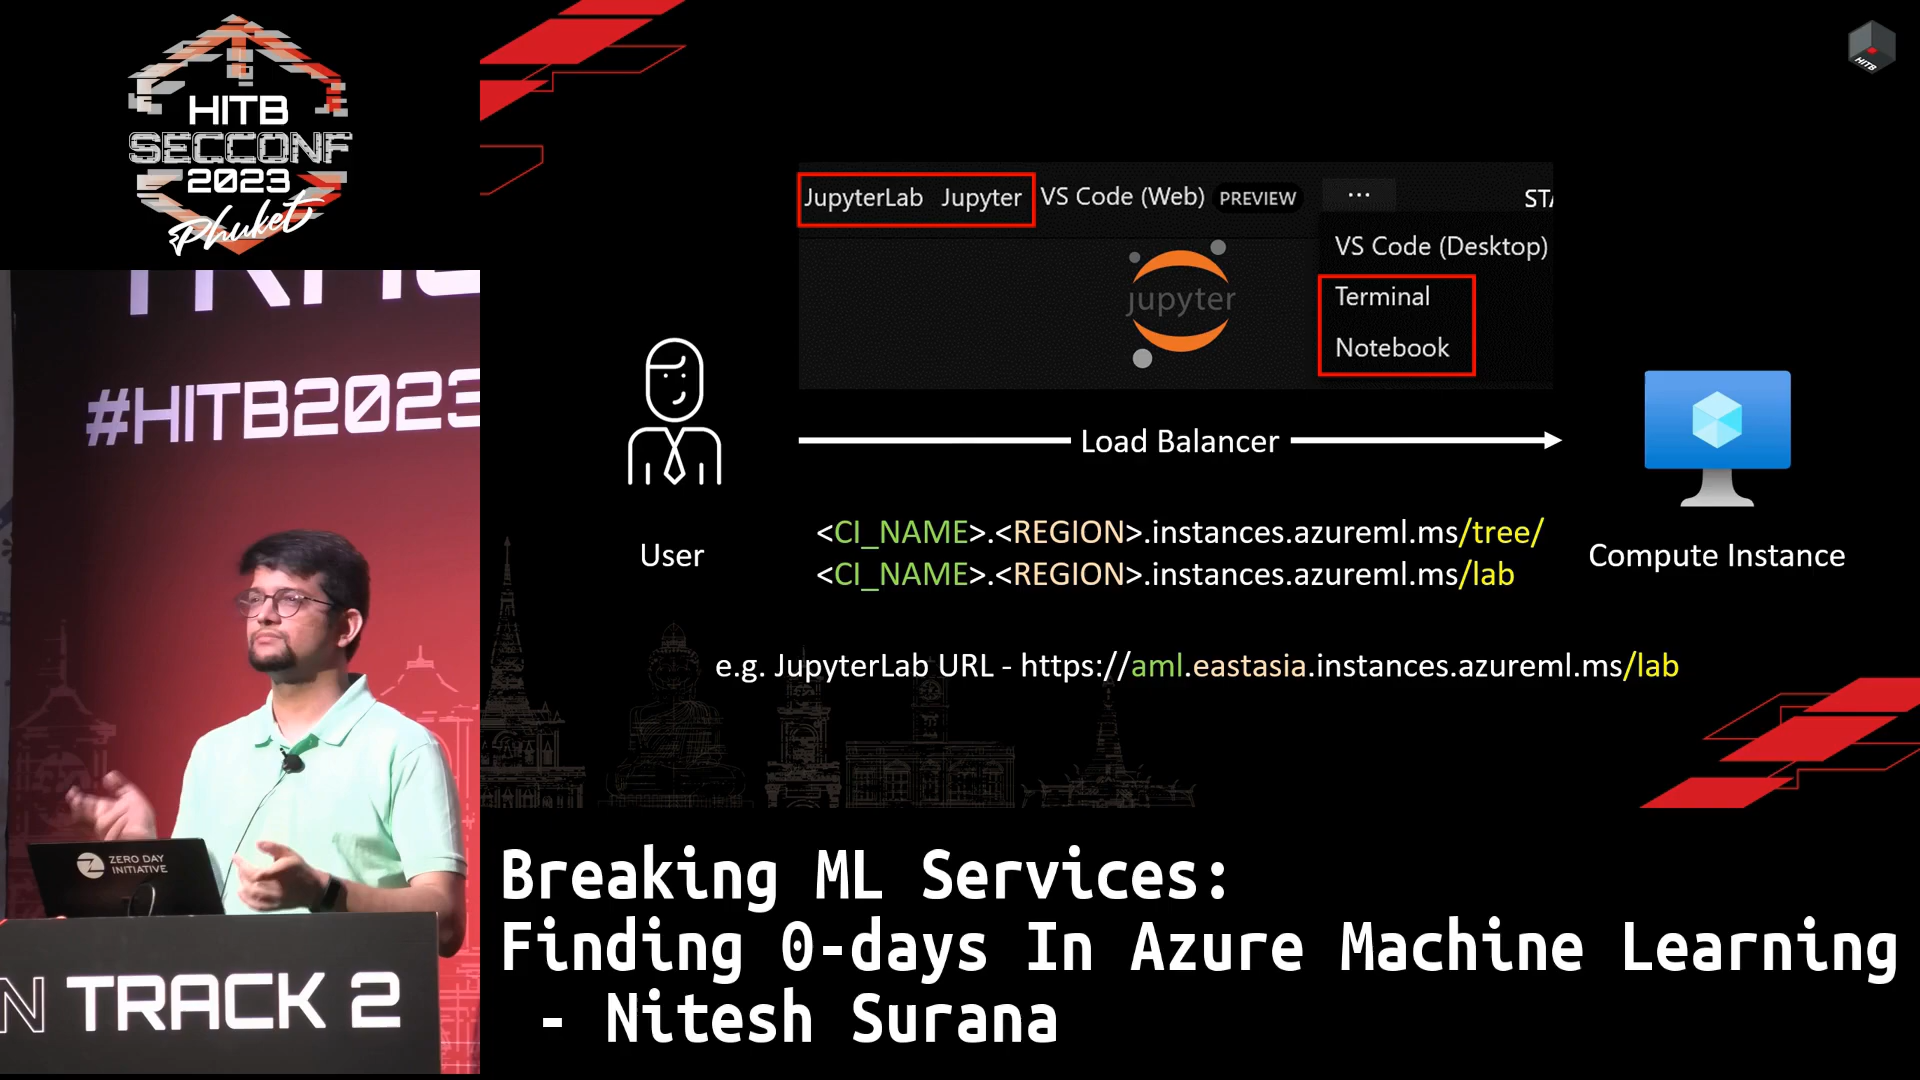 HITB
SECCONF
2023
Phuket
#HITB2023
ZERO DAY
INITIATIVE
N TRACK 2
HITB
JupyterLab Jupyter VS Code (Web) PREVIEW ... STA
VS Code (Desktop)
Terminal
Notebook
jupyter
User
Load Balancer
Compute Instance
<CI_NAME>.<REGION>.instances.azureml.ms/tree/
<CI_NAME>.<REGION>.instances.azureml.ms/lab
e.g. JupyterLab URL - https://aml.eastasia.instances.azureml.ms/lab
Breaking ML Services:
Finding 0-days In Azure Machine Learning
- Nitesh Surana